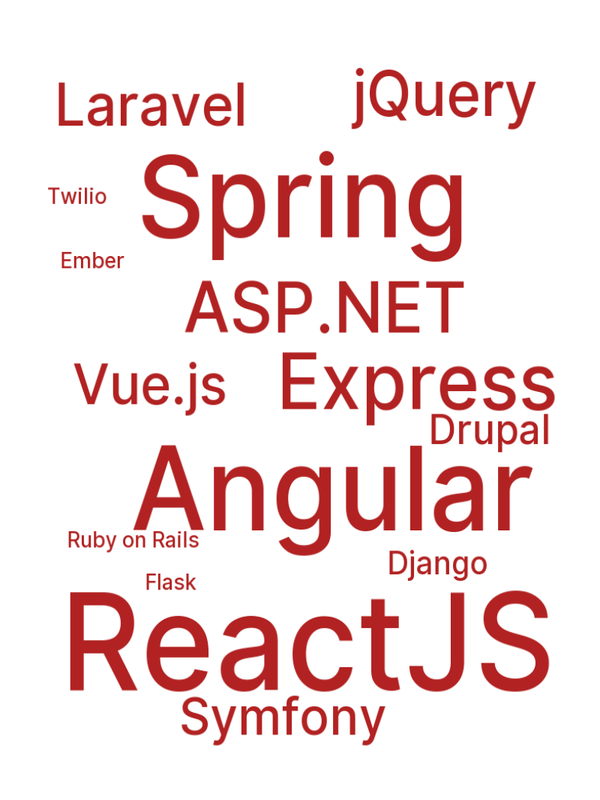 Laravel
jQuery
Spring
Twilio
Ember
ASP.NET
Vue.js
Express
Drupal
Angular
Ruby on Rails
Django
Flask
ReactJS
Symfony